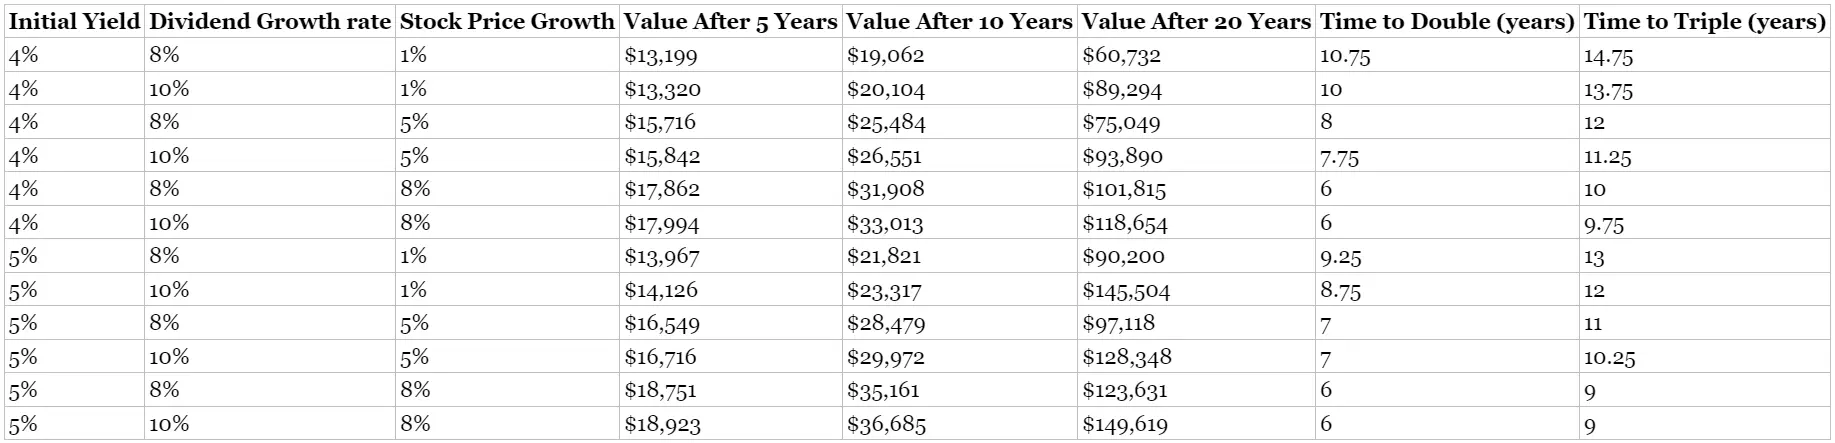 Initial Yield Dividend Growth rate Stock Price Growth Value After 5 Years Value After 10 Years Value After 20 Years Time to Double (years) Time to Triple (years)
4% 8% 1% $13,199 $19,062 $60,732 10.75 14.75
4% 10% 1% $13,320 $20,104 $89,294 10 13.75
4% 8% 5% $15,716 $25,484 $75,049 8 12
4% 10% 5% $15,842 $26,551 $93,890 7.75 11.25
4% 8% 8% $17,862 $31,908 $101,815 6 10
4% 10% 8% $17,994 $33,013 $118,654 6 9.75
5% 8% 1% $13,967 $21,821 $90,200 9.25 13
5% 10% 1% $14,126 $23,317 $145,504 8.75 12
5% 8% 5% $16,549 $28,479 $97,118 7 11
5% 10% 5% $16,716 $29,972 $128,348 7 10.25
5% 8% 8% $18,751 $35,161 $123,631 6 9
5% 10% 8% $18,923 $36,685 $149,619 6 9